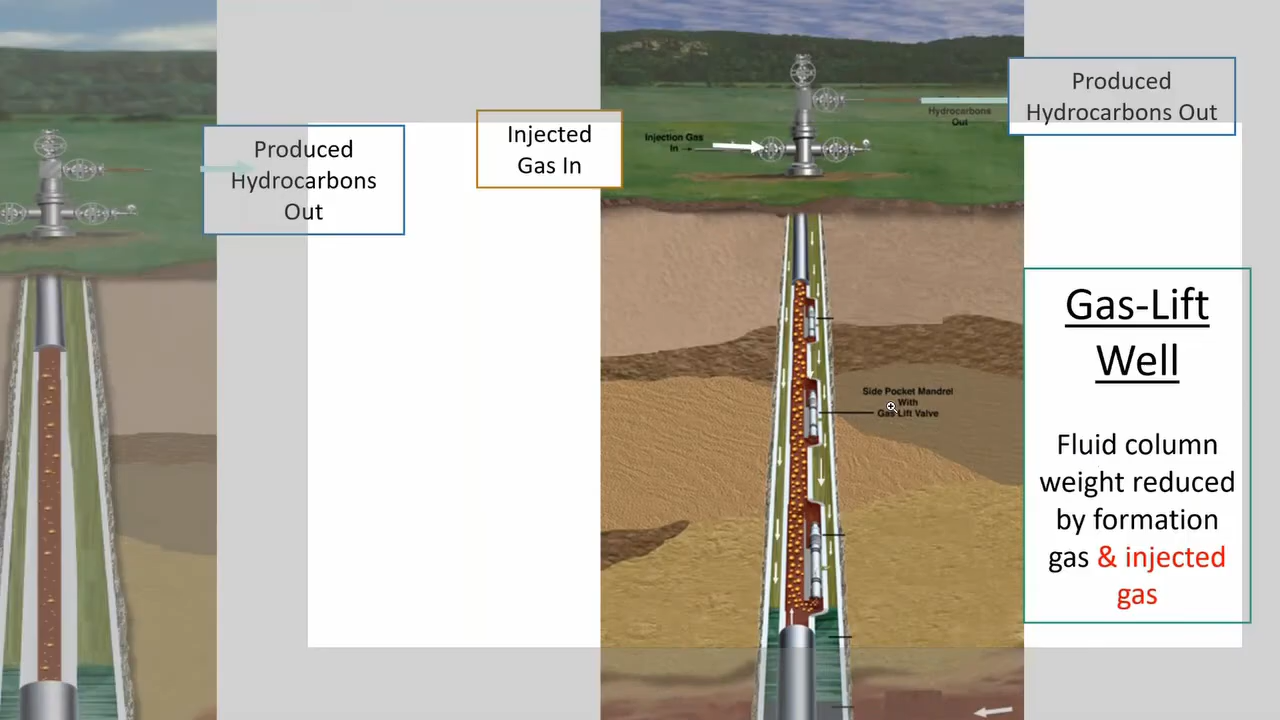 Produced
Hydrocarbons
Out
Injected
Gas In
Injection Gas
In
Hydrocarbons
Out
Produced
Hydrocarbons Out
Gas-Lift
Well
Fluid column
weight reduced
by formation
gas & injected
gas
Side Pocket Mandrel
With
Gas Lift Valve